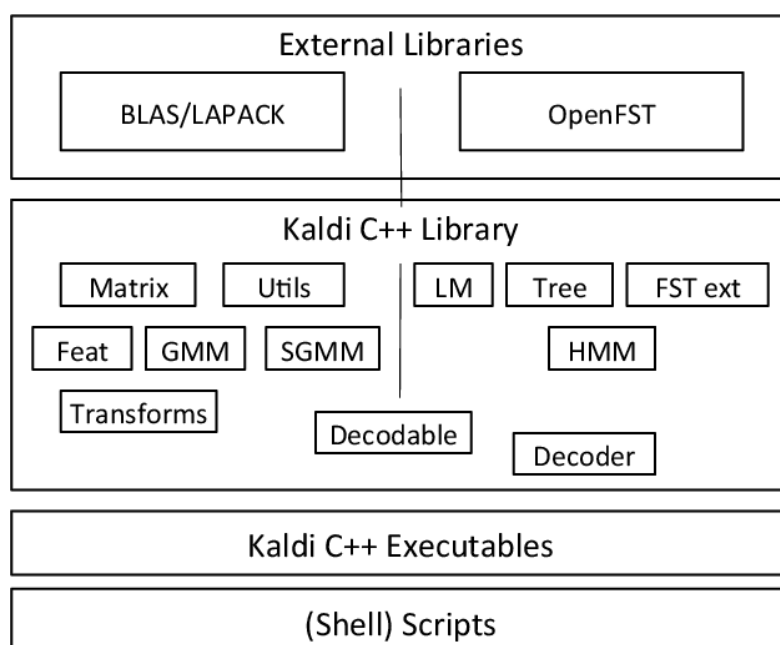 External Libraries
BLAS/LAPACK OpenFST
Kaldi C++ Library
Matrix Utils LM Tree FST ext
Feat GMM SGMM HMM
Transforms
Decodable
Decoder
Kaldi C++ Executables
(Shell) Scripts